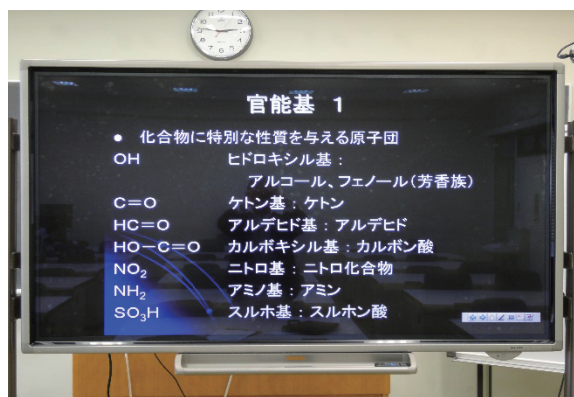 官能基 1
● 化合物に特別な性質を与える原子団
OH ヒドロキシル基：
アルコール、フェノール（芳香族）
C＝O ケトン基：ケトン
HC＝O アルデヒド基：アルデヒド
HO－C＝O カルボキシル基：カルボン酸
NO₂ ニトロ基：ニトロ化合物
NH₂ アミノ基：アミン
SO₃H スルホ基：スルホン酸